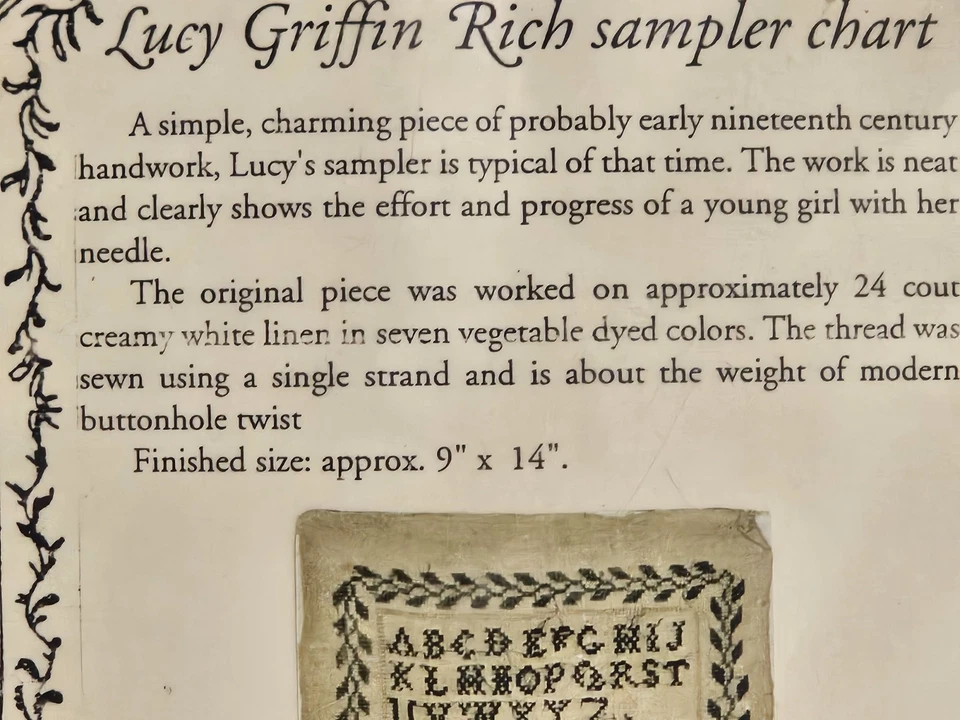 Lucy Griffin Rich sampler chart
A simple, charming piece of probably early nineteenth century
handwork, Lucy's sampler is typical of that time. The work is neat
and clearly shows the effort and progress of a young girl with her
needle.
The original piece was worked on approximately 24 cout
creamy white linen in seven vegetable dyed colors. The thread was
sewn using a single strand and is about the weight of modern
buttonhole twist
Finished size: approx. 9" x 14".
ABCDEFGHIJ
KLMNOPQRST